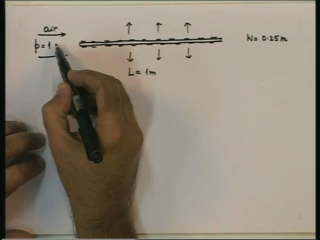 air
p = 1
L = 1m
W = 0.25m